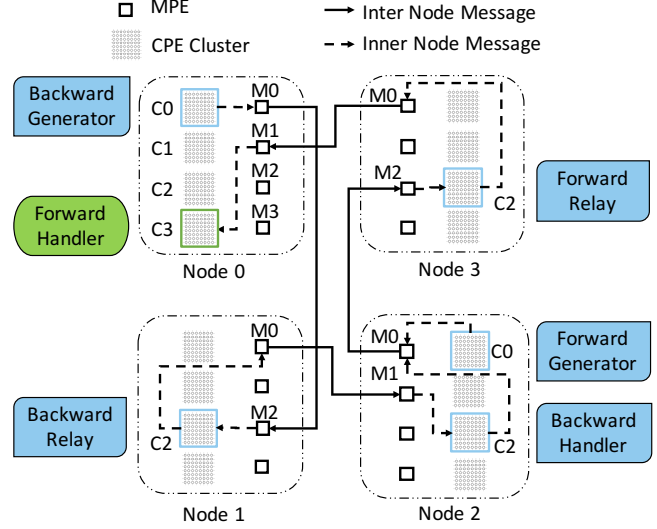 MPE
Inter Node Message
CPE Cluster
Inner Node Message
Backward
Generator
C0
M0
C1
M1
C2
M2
Forward
Handler
C3
M3
Node 0
M0
M2
C2
Forward
Relay
Node 3
M0
Backward
Relay
C2
M2
Node 1
M0
C0
Forward
Generator
M1
C2
Backward
Handler
Node 2